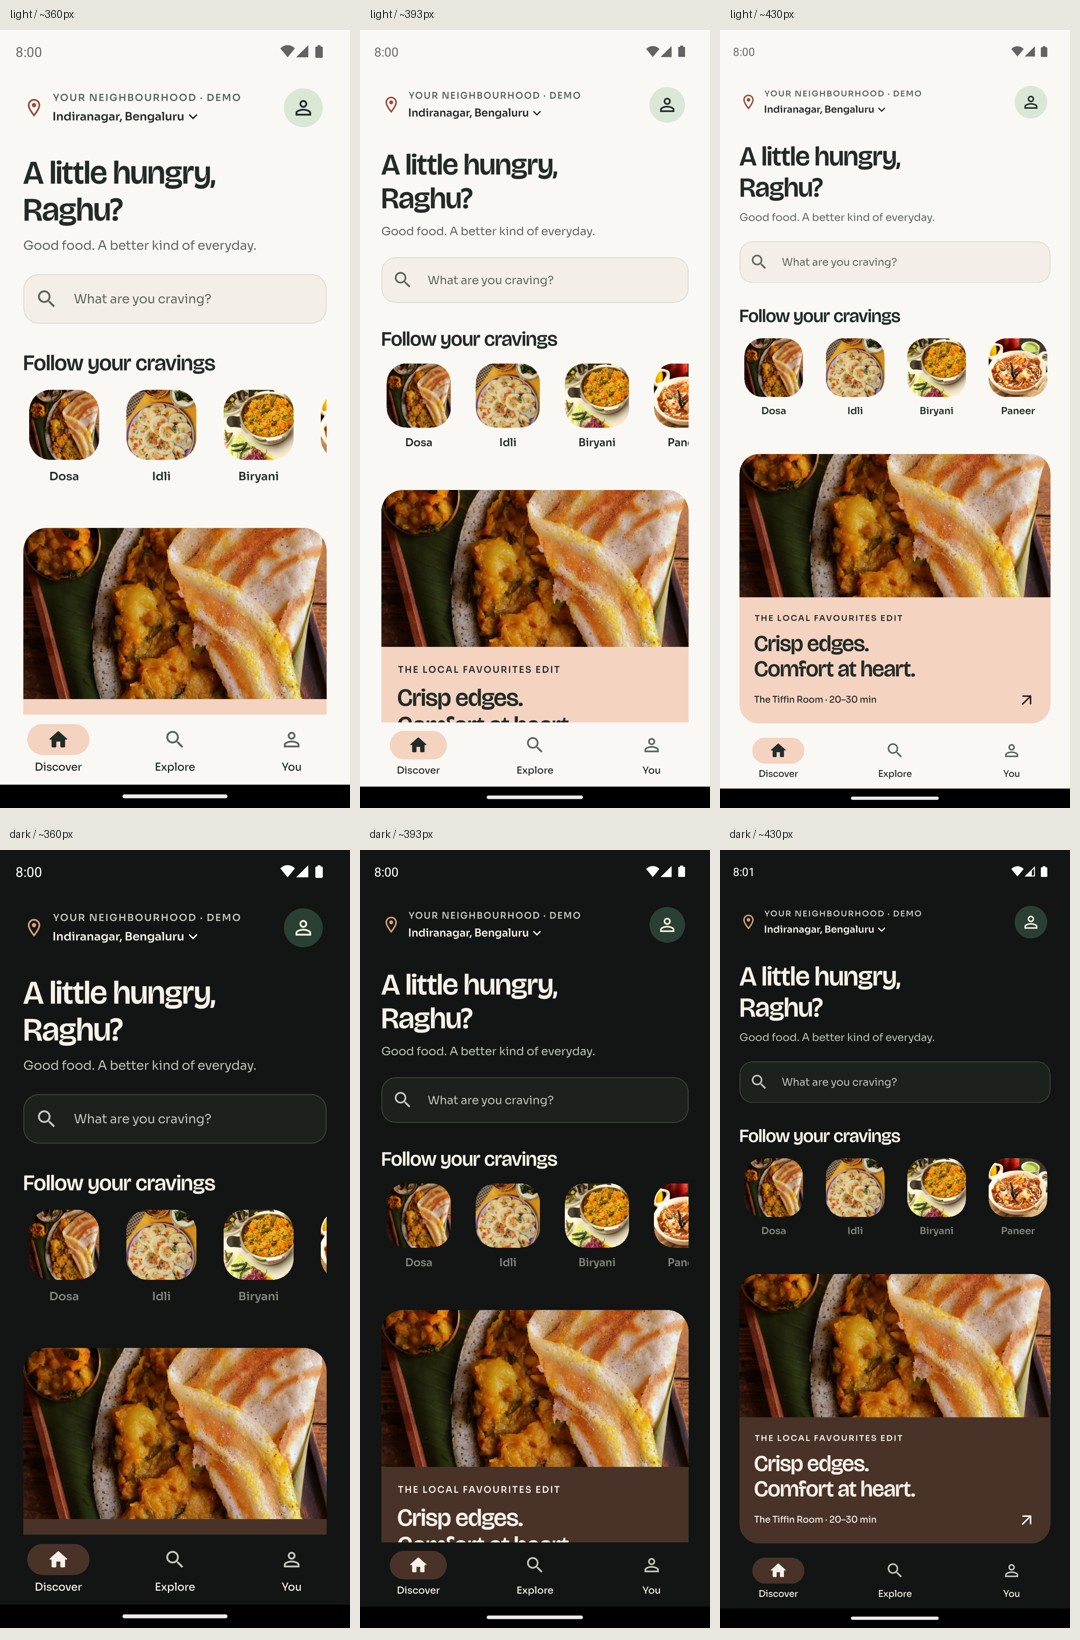 light / ~360px
8:00
YOUR NEIGHBOURHOOD · DEMO
Indiranagar, Bengaluru
A little hungry,
Raghu?
Good food. A better kind of everyday.
What are you craving?
Follow your cravings
Dosa
Idli
Biryani
Discover
Explore
You
light / ~393px
8:00
YOUR NEIGHBOURHOOD · DEMO
Indiranagar, Bengaluru
A little hungry,
Raghu?
Good food. A better kind of everyday.
What are you craving?
Follow your cravings
Dosa
Idli
Biryani
Pan
THE LOCAL FAVOURITES EDIT
Crisp edges.
Comfort at heart.
Discover
Explore
You
light / ~430px
8:00
YOUR NEIGHBOURHOOD · DEMO
Indiranagar, Bengaluru
A little hungry,
Raghu?
Good food. A better kind of everyday.
What are you craving?
Follow your cravings
Dosa
Idli
Biryani
Paneer
THE LOCAL FAVOURITES EDIT
Crisp edges.
Comfort at heart.
The Tiffin Room · 20–30 min
Discover
Explore
You
dark / ~360px
8:00
YOUR NEIGHBOURHOOD · DEMO
Indiranagar, Bengaluru
A little hungry,
Raghu?
Good food. A better kind of everyday.
What are you craving?
Follow your cravings
Dosa
Idli
Biryani
Discover
Explore
You
dark / ~393px
8:00
YOUR NEIGHBOURHOOD · DEMO
Indiranagar, Bengaluru
A little hungry,
Raghu?
Good food. A better kind of everyday.
What are you craving?
Follow your cravings
Dosa
Idli
Biryani
Pan
THE LOCAL FAVOURITES EDIT
Crisp edges.
Comfort at heart.
Discover
Explore
You
dark / ~430px
8:01
YOUR NEIGHBOURHOOD · DEMO
Indiranagar, Bengaluru
A little hungry,
Raghu?
Good food. A better kind of everyday.
What are you craving?
Follow your cravings
Dosa
Idli
Biryani
Paneer
THE LOCAL FAVOURITES EDIT
Crisp edges.
Comfort at heart.
The Tiffin Room · 20–30 min
Discover
Explore
You